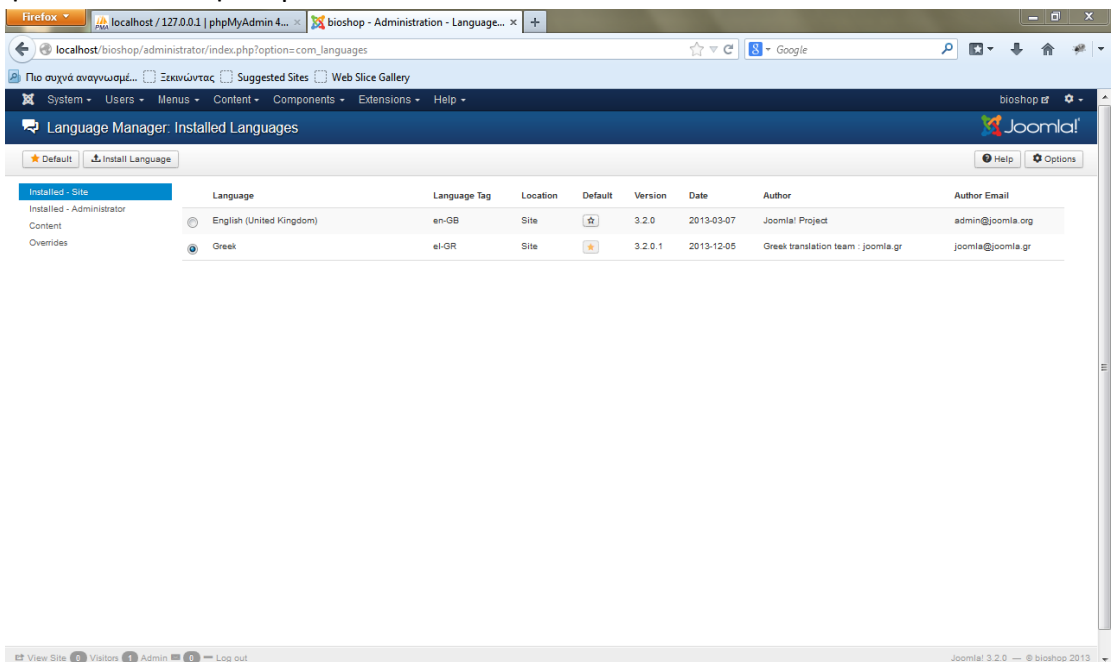 Firefox
localhost / 127.0.0.1 | phpMyAdmin 4... ×
bioshop - Administration - Language... ×
+
localhost/bioshop/administrator/index.php?option=com_languages
Google
Πιο συχνά αναγνωσμέ... Ξεκινώντας Suggested Sites Web Slice Gallery
System Users Menus Content Components Extensions Help bioshop
Language Manager: Installed Languages Joomla!
Default Install Language Help Options
Installed - Site
Installed - Administrator
Content
Overrides
Language Language Tag Location Default Version Date Author Author Email
English (United Kingdom) en-GB Site 3.2.0 2013-03-07 Joomla! Project admin@joomla.org
Greek el-GR Site 3.2.0.1 2013-12-05 Greek translation team : joomla.gr joomla@joomla.gr
View Site 0 Visitors 1 Admin 0 Log out Joomla! 3.2.0 — © bioshop 2013